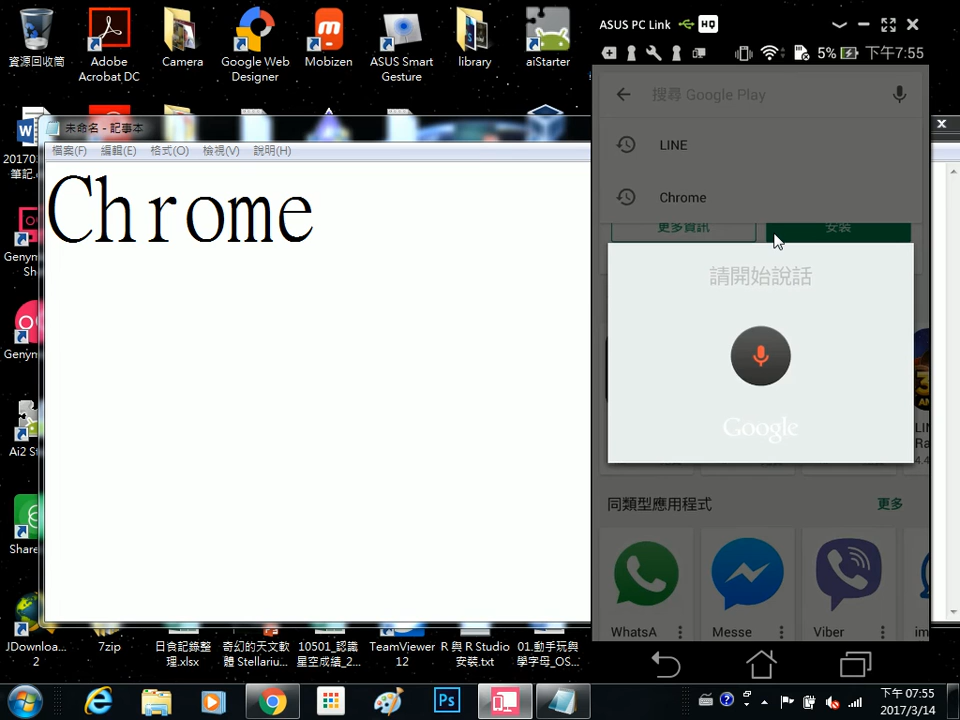 資源回收筒
Adobe
Acrobat DC
Camera
Google Web
Designer
Mobizen
ASUS Smart
Gesture
library
aiStarter
ASUS PC Link
HQ
5%
下午7:55
搜尋 Google Play
LINE
Chrome
更多資訊
安裝
請開始說話
Google
同類型應用程式
更多
WhatsA
Messe
Viber
im
未命名 - 記事本
檔案(F) 編輯(E) 格式(O) 檢視(V) 說明(H)
Chrome
筆記.
Genym
Sh
Genym
Ai2 S
Share
JDownloa...
2
7zip
日食記錄整
理.xlsx
奇幻的天文軟
體 Stellariu...
10501_認識
星空成績_2...
TeamViewer
12
R 與 R Studio
安裝.txt
01.動手玩與
學字母_OS...
Ps
下午 07:55
2017/3/14